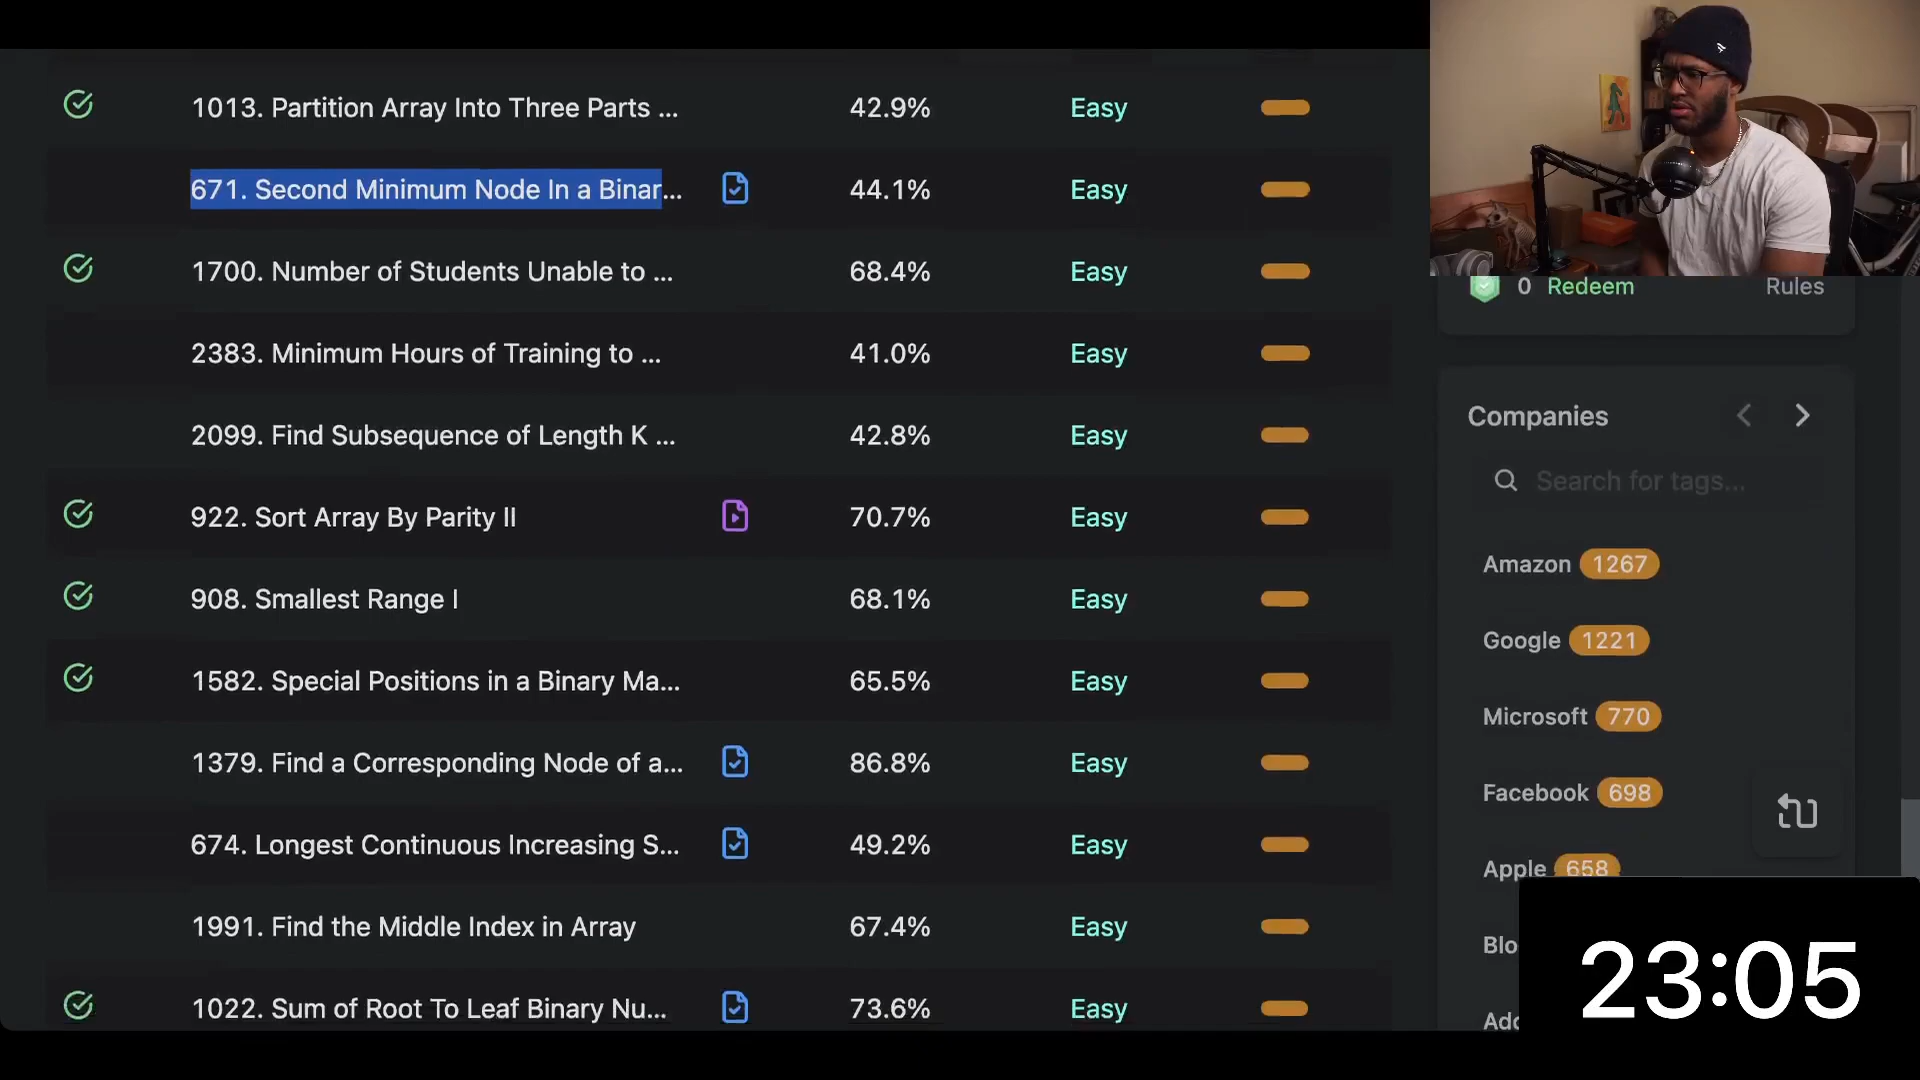 1013. Partition Array Into Three Parts ... 42.9% Easy
671. Second Minimum Node In a Binar... 44.1% Easy
1700. Number of Students Unable to ... 68.4% Easy
2383. Minimum Hours of Training to ... 41.0% Easy
2099. Find Subsequence of Length K ... 42.8% Easy
922. Sort Array By Parity II 70.7% Easy
908. Smallest Range I 68.1% Easy
1582. Special Positions in a Binary Ma... 65.5% Easy
1379. Find a Corresponding Node of a... 86.8% Easy
674. Longest Continuous Increasing S... 49.2% Easy
1991. Find the Middle Index in Array 67.4% Easy
1022. Sum of Root To Leaf Binary Nu... 73.6% Easy
0 Redeem Rules
Companies
Search for tags...
Amazon 1267
Google 1221
Microsoft 770
Facebook 698
Apple 658
Blo
Ado
23:05